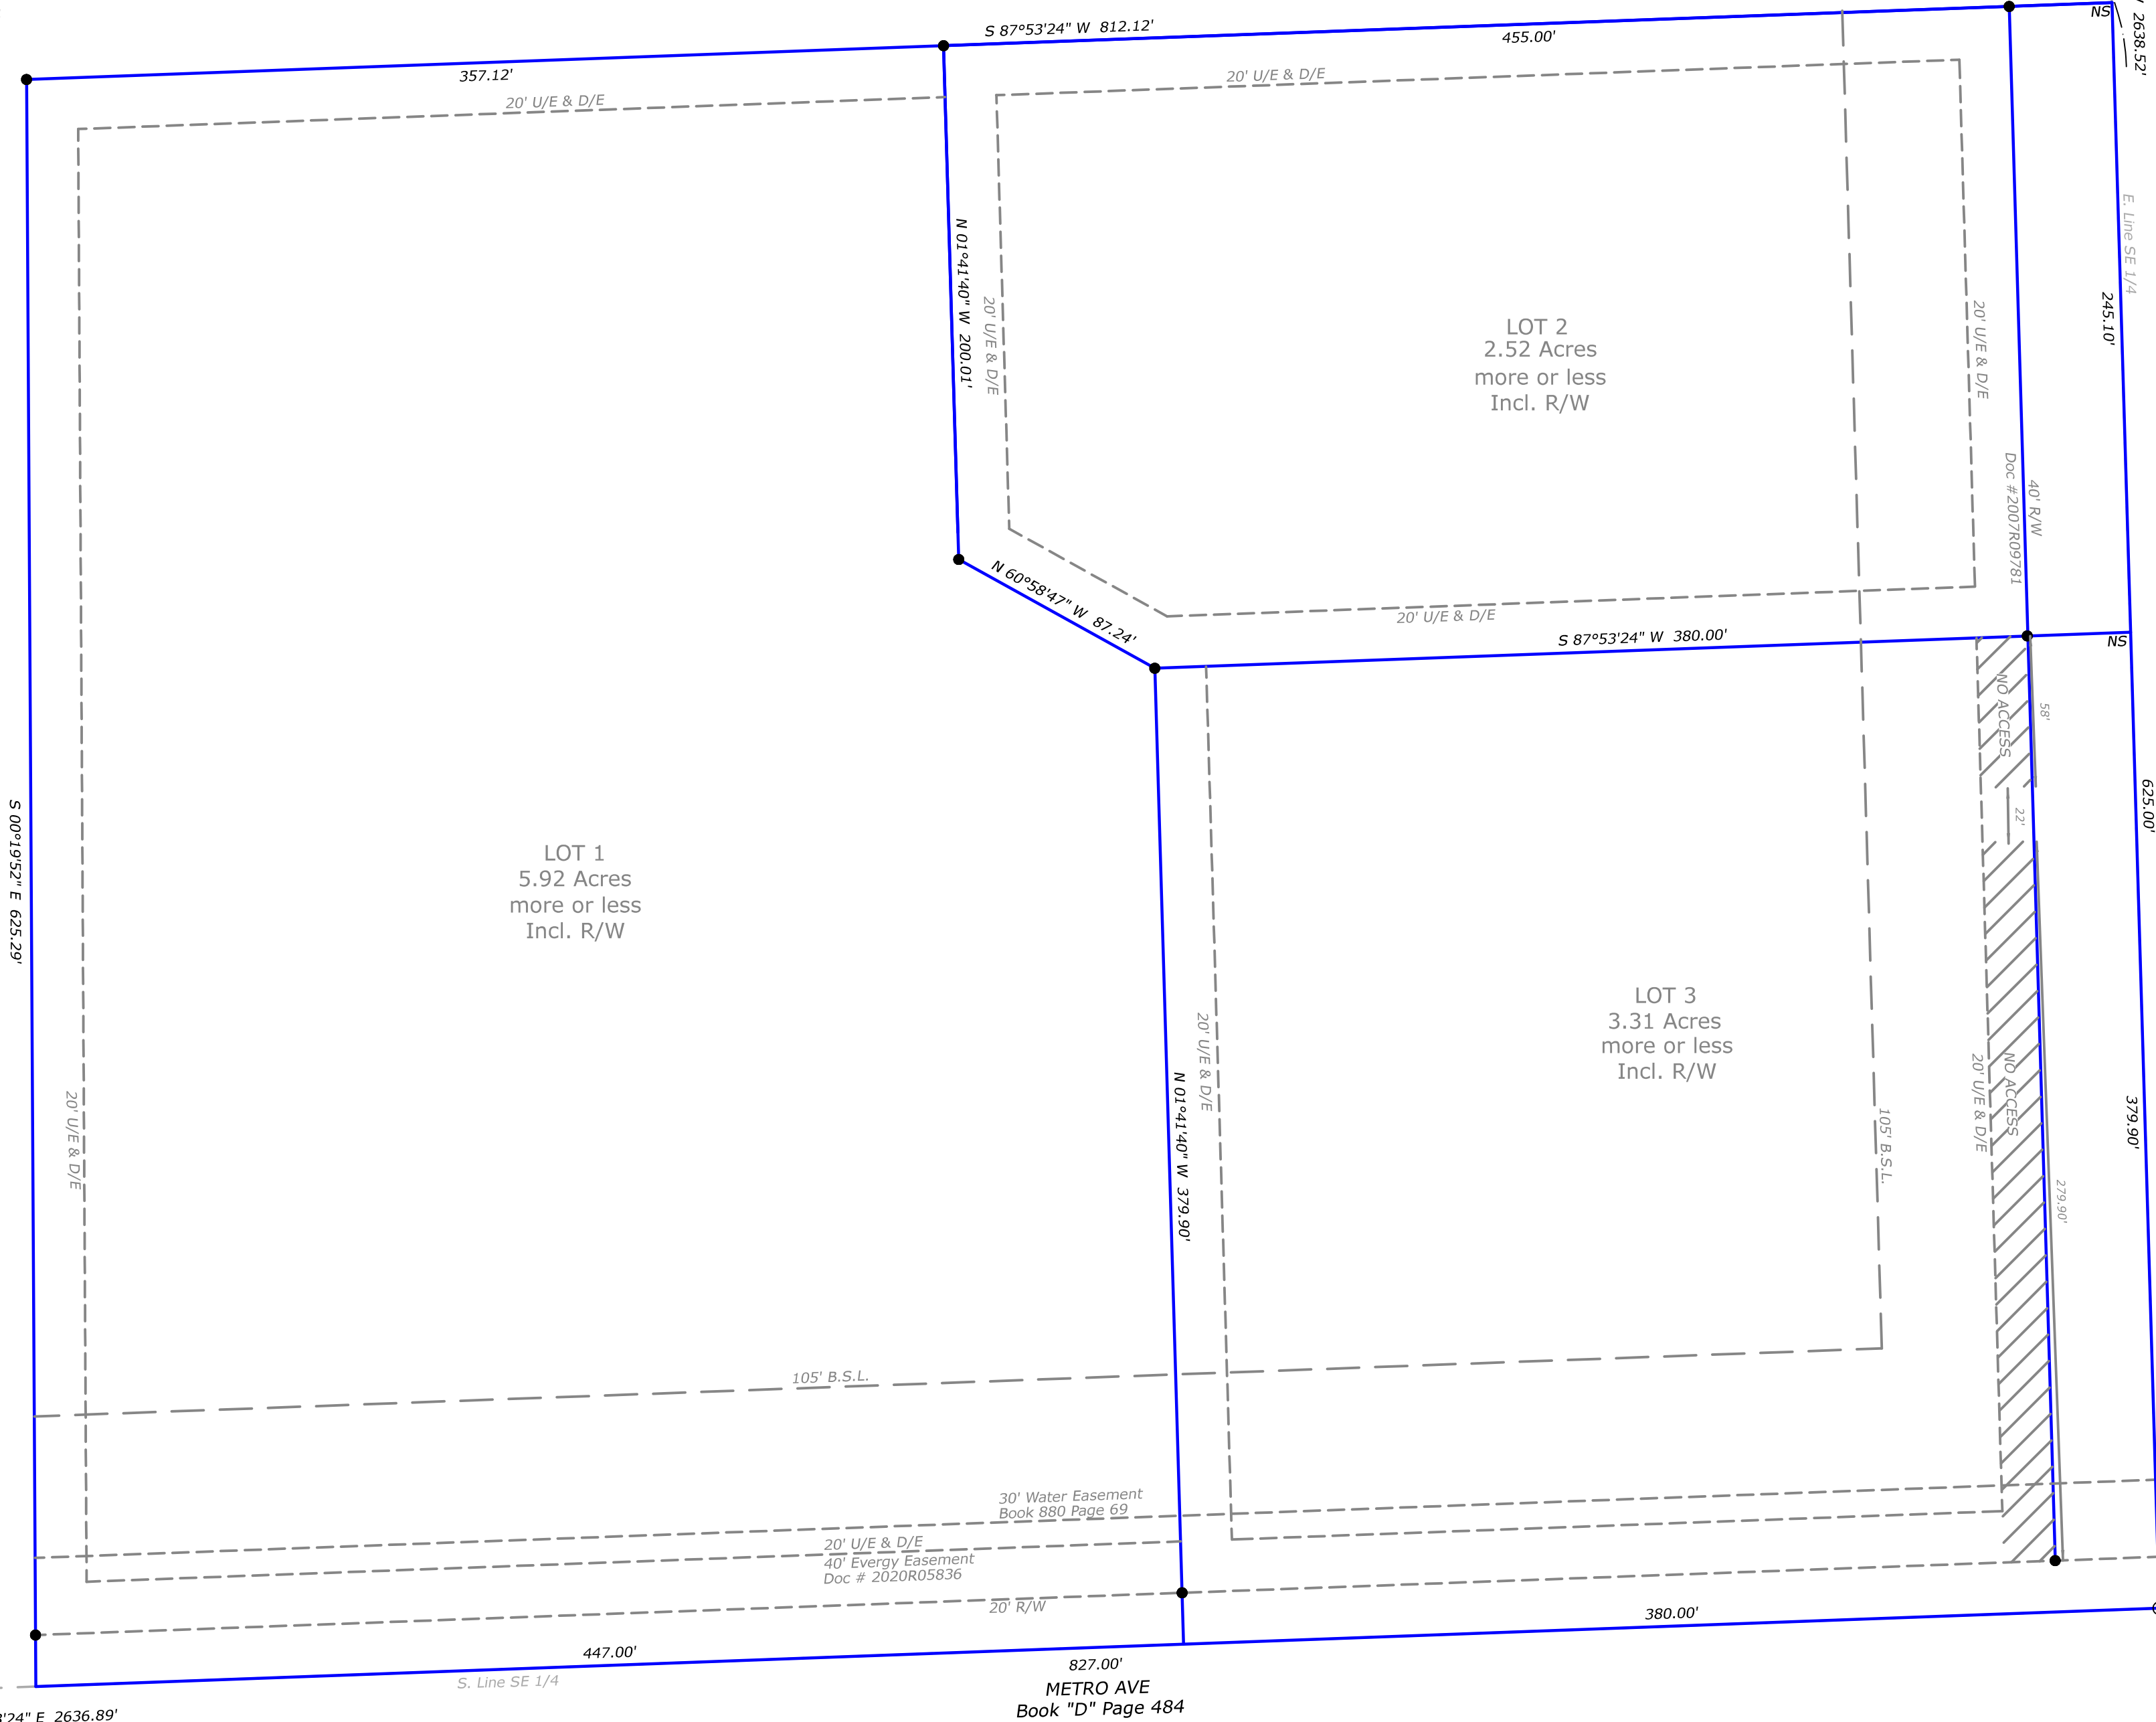 S 87°53'24" W  812.12'
357.12'
455.00'
NS
2638.52'
20' U/E & D/E
20' U/E & D/E
E. Line SE 1/4
N 01°41'40" W  200.01'
20' U/E & D/E
20' U/E & D/E
245.10'
LOT 2
2.52 Acres
more or less
Incl. R/W
Doc #2007R09781
40' R/W
N 60°58'47" W  87.24'
20' U/E & D/E
S 87°53'24" W  380.00'
NS
NO ACCESS
58'
22'
625.00'
S 00°19'52" E  625.29'
LOT 1
5.92 Acres
more or less
Incl. R/W
LOT 3
3.31 Acres
more or less
Incl. R/W
20' U/E & D/E
20' U/E & D/E
N 01°41'40" W  379.90'
105' B.S.L.
20' U/E & D/E
NO ACCESS
379.90'
279.90'
105' B.S.L.
30' Water Easement
Book 880 Page 69
20' U/E & D/E
40' Evergy Easement
Doc # 2020R05836
20' R/W
380.00'
447.00'
827.00'
S. Line SE 1/4
METRO AVE
Book "D" Page 484
'24" E  2636.89'